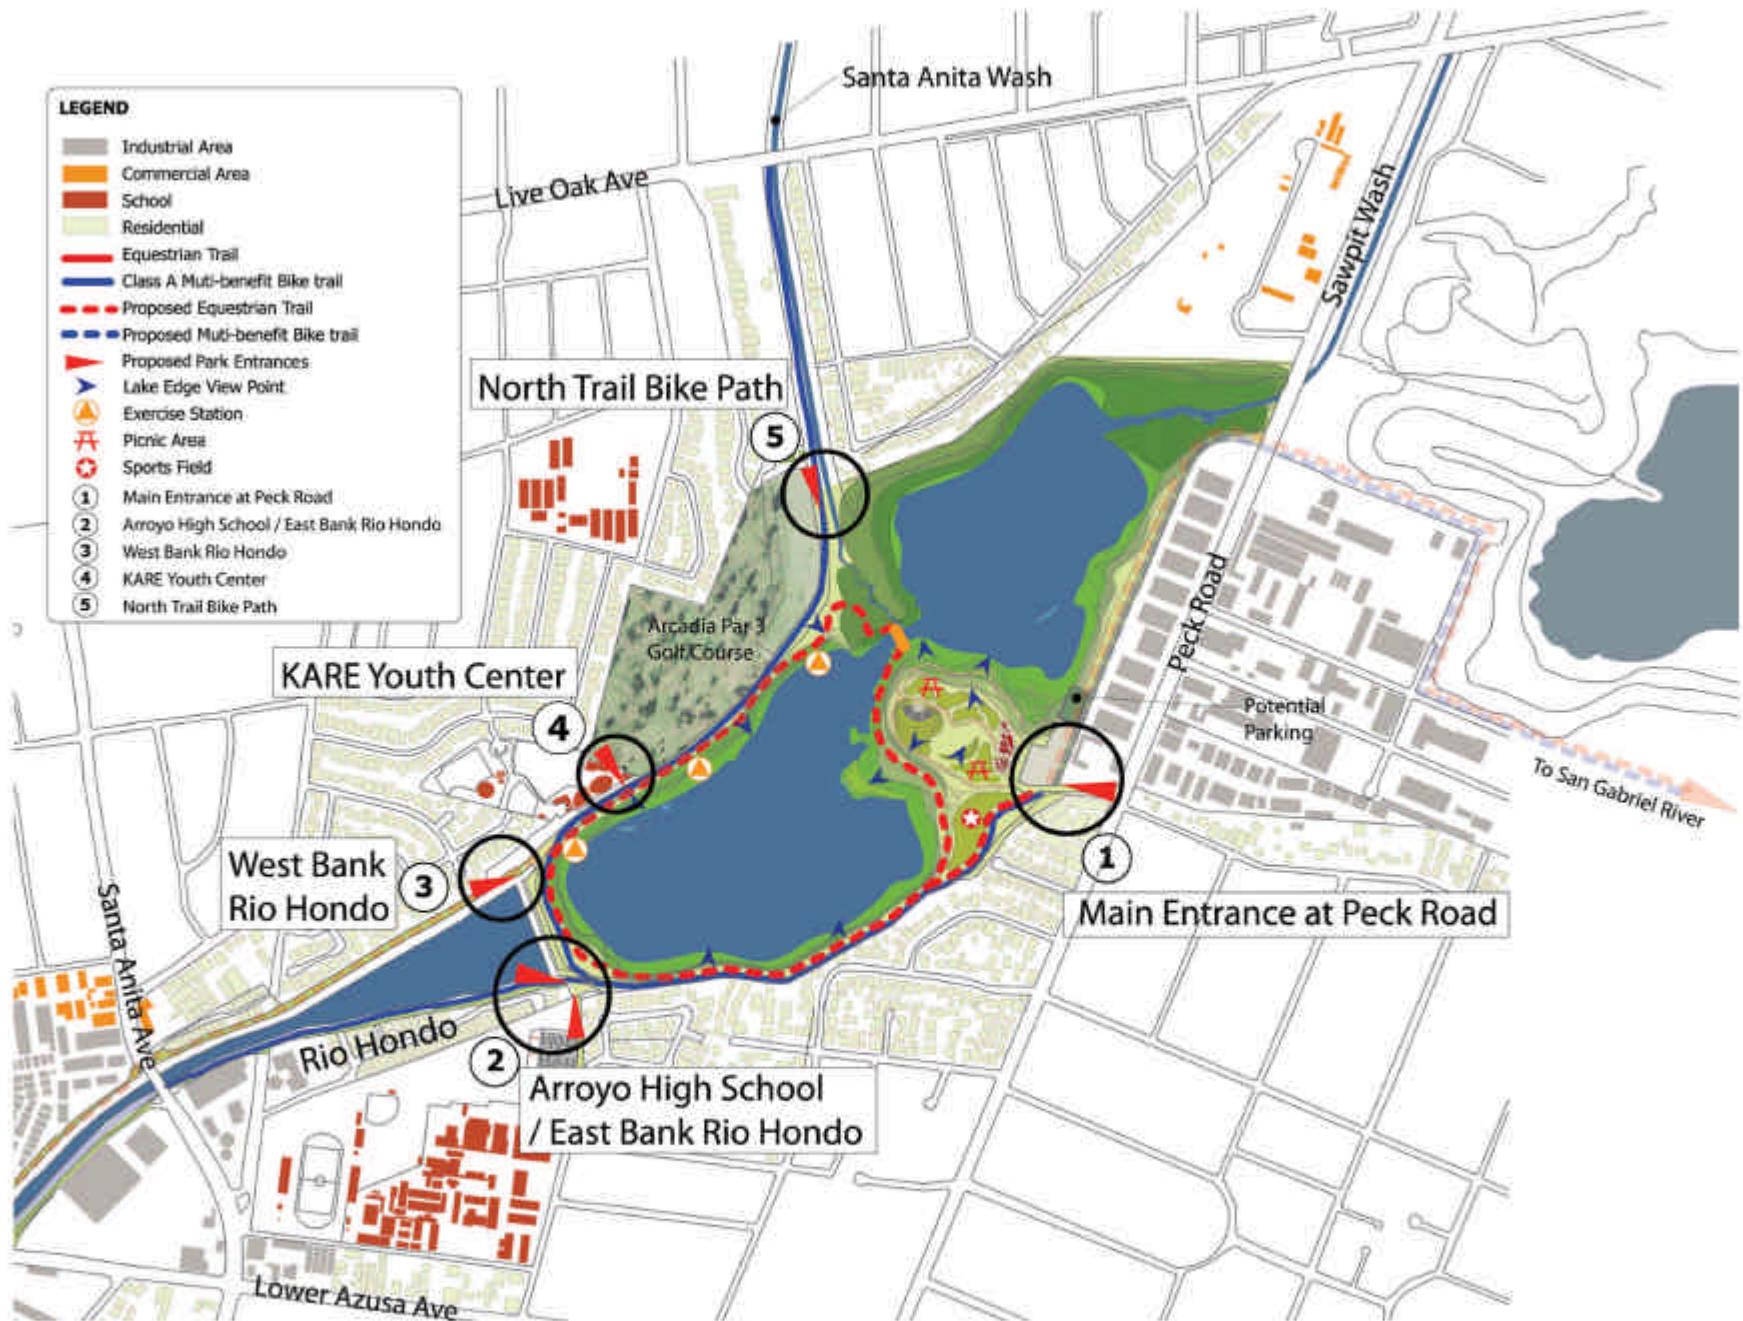 LEGEND
Industrial Area
Commercial Area
School
Residential
Equestrian Trail
Class A Muti-benefit Bike trail
Proposed Equestrian Trail
Proposed Muti-benefit Bike trail
Proposed Park Entrances
Lake Edge View Point
Exercise Station
Picnic Area
Sports Field
1 Main Entrance at Peck Road
2 Arroyo High School / East Bank Rio Hondo
3 West Bank Rio Hondo
4 KARE Youth Center
5 North Trail Bike Path
Santa Anita Wash
Live Oak Ave
Sawpit Wash
North Trail Bike Path
5
Peck Road
Arcadia Par 3
Golf Course
KARE Youth Center
4
Potential
Parking
To San Gabriel River
West Bank
Rio Hondo
3
1
Main Entrance at Peck Road
Santa Anita Ave
Rio Hondo
2
Arroyo High School
/ East Bank Rio Hondo
Lower Azusa Ave